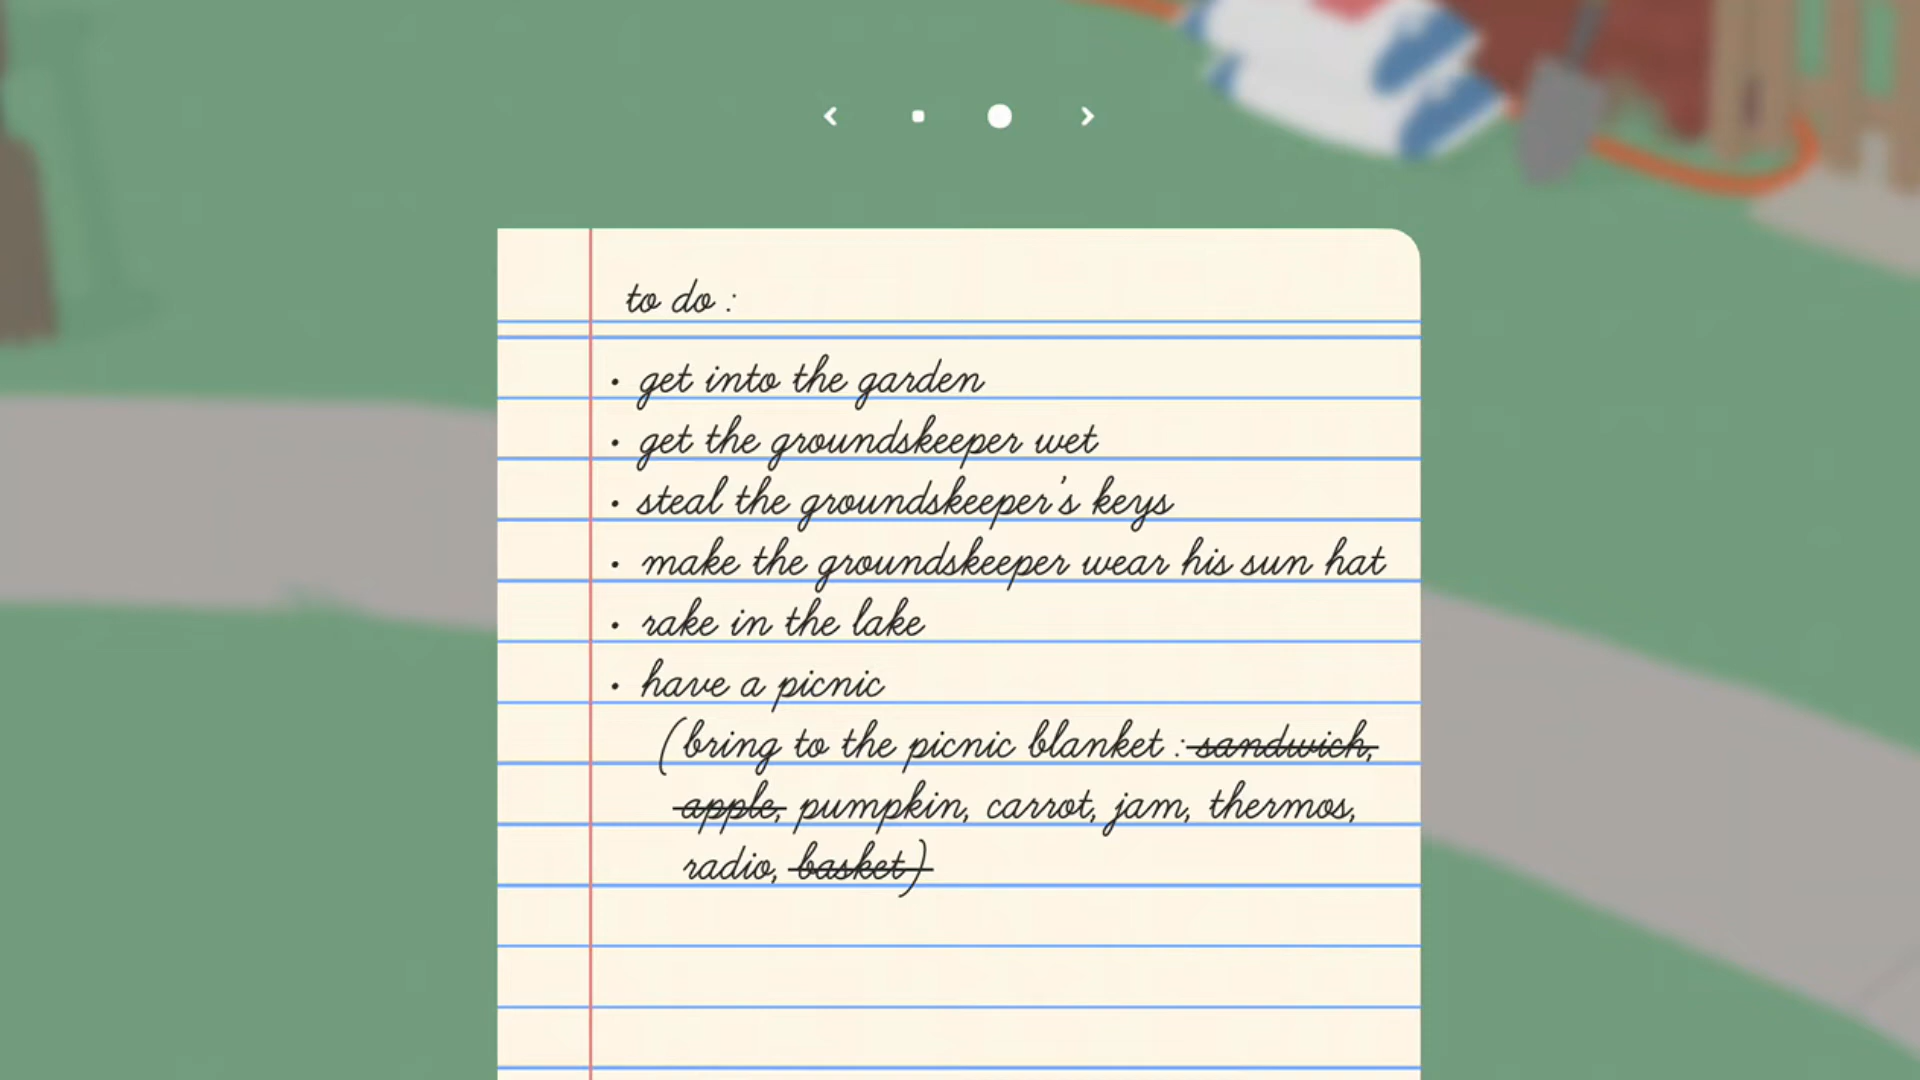 to do :
• get into the garden
• get the groundskeeper wet
• steal the groundskeeper's keys
• make the groundskeeper wear his sun hat
• rake in the lake
• have a picnic
(bring to the picnic blanket : sandwich,
apple, pumpkin, carrot, jam, thermos,
radio, basket)